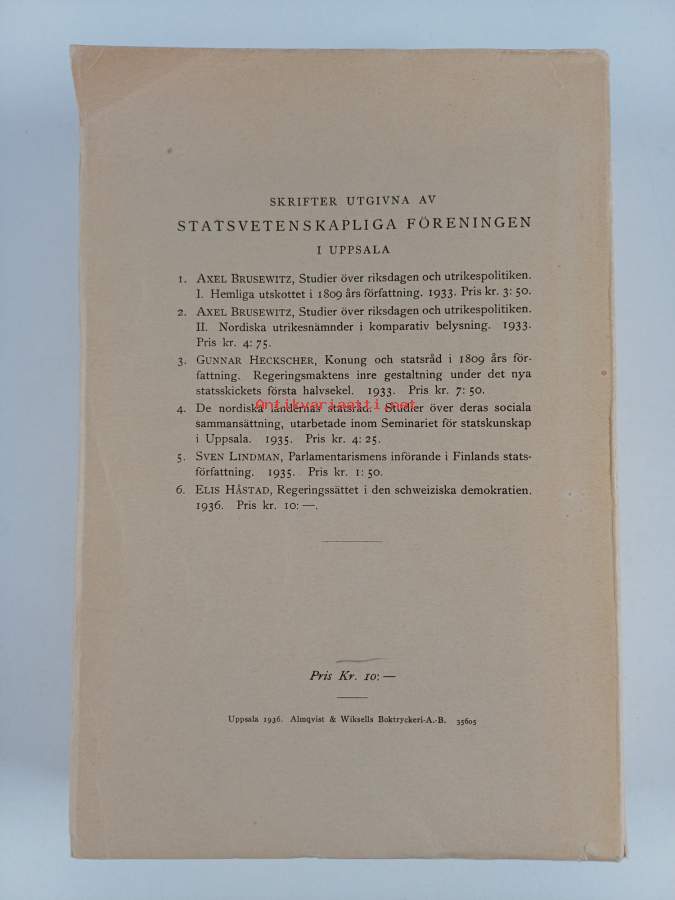 SKRIFTER UTGIVNA AV
STATSVETENSKAPLIGA FÖRENINGEN
I UPPSALA
1. AXEL BRUSEWITZ, Studier över riksdagen och utrikespolitiken.
I. Hemliga utskottet i 1809 års författning. 1933. Pris kr. 3: 50.
2. AXEL BRUSEWITZ, Studier över riksdagen och utrikespolitiken.
II. Nordiska utrikesnämnder i komparativ belysning. 1933.
Pris kr. 4: 75.
3. GUNNAR HECKSCHER, Konung och statsråd i 1809 års för-
fattning. Regeringsmaktens inre gestaltning under det nya
statsskickets första halvsekel. 1933. Pris kr. 7: 50.
Antikvariaatti.net
4. De nordiska ländernas statsråd. Studier över deras sociala
sammansättning, utarbetade inom Seminariet för statskunskap
i Uppsala. 1935. Pris kr. 4: 25.
5. SVEN LINDMAN, Parlamentarismens införande i Finlands stats-
författning. 1935. Pris kr. 1: 50.
6. ELIS HÅSTAD, Regeringssättet i den schweiziska demokratien.
1936. Pris kr. 10: —.
Pris Kr. 10: —
Uppsala 1936. Almqvist & Wiksells Boktryckeri-A.-B. 35605